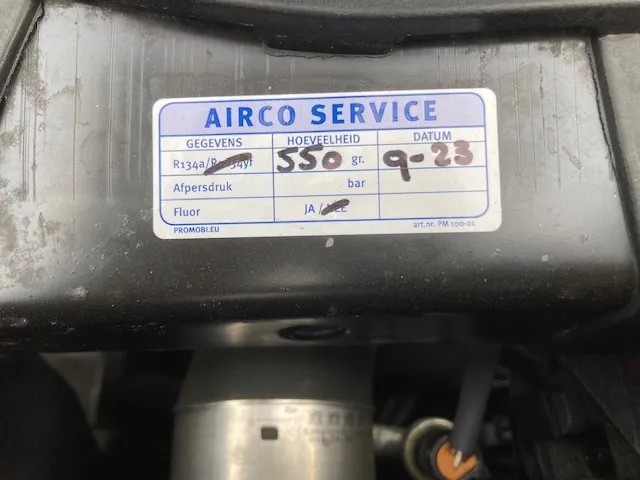 AIRCO SERVICE
GEGEVENS HOEVEELHEID DATUM
R134a/R1234yf 550 gr. 9-23
Afpersdruk bar
Fluor JA/NEE
PROMOBI.EU art.nr. PM 100-01